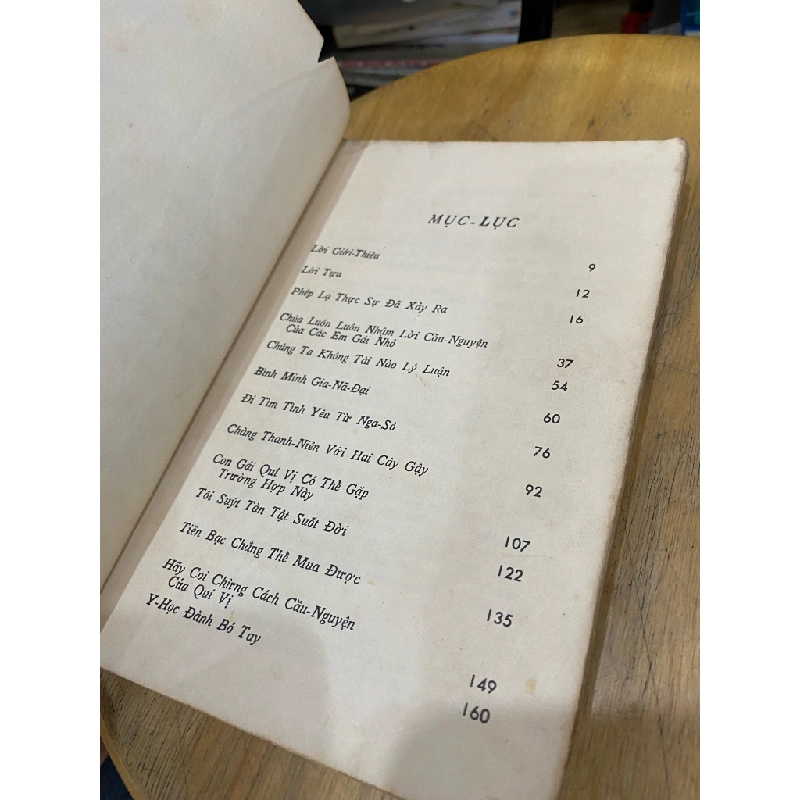 MỤC-LỤC
Lời Giới-Thiệu 9
Lời Tựa 12
Phép Lạ Thực Sự Đã Xảy Ra 16
Chúa Luôn Luôn Nhậm Lời Cầu-Nguyện
Của Các Em Gái Nhỏ 37
Chúng Ta Không Tài Nào Lý Luận 54
Bình Minh Gia-Nã-Đại 60
Đi Tìm Tình Yêu Từ Nga-Sô 76
Chàng Thanh-Niên Với Hai Cây Gậy 92
Con Gái Quí Vị Có Thể Gặp
Trường Hợp Này 107
Tôi Suýt Tàn Tật Suốt Đời 122
Tiền Bạc Chẳng Thể Mua Được 135
Hãy Coi Chừng Cách Cầu-Nguyện
Của Quí Vị 149
Y-Học Đành Bó Tay 160